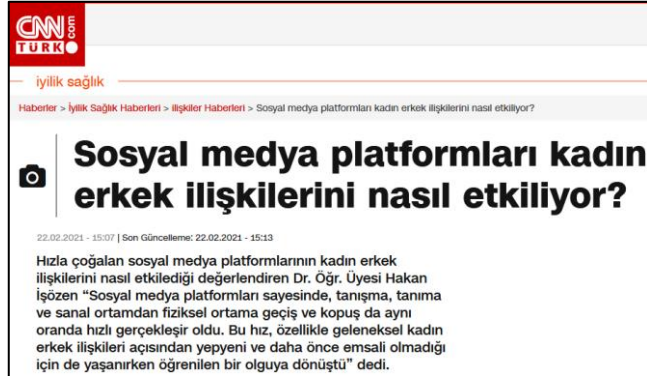 CNN.com
TÜRK
iyilik sağlık
Haberler > İyilik Sağlık Haberleri > İlişkiler Haberleri > Sosyal medya platformları kadın erkek ilişkilerini nasıl etkiliyor?
Sosyal medya platformları kadın
erkek ilişkilerini nasıl etkiliyor?
22.02.2021 - 15:07 | Son Güncelleme: 22.02.2021 - 15:13
Hızla çoğalan sosyal medya platformlarının kadın erkek
ilişkilerini nasıl etkilediği değerlendiren Dr. Öğr. Üyesi Hakan
İşözen “Sosyal medya platformları sayesinde, tanışma, tanıma
ve sanal ortamdan fiziksel ortama geçiş ve kopuş da aynı
oranda hızlı gerçekleşir oldu. Bu hız, özellikle geleneksel kadın
erkek ilişkileri açısından yepyeni ve daha önce emsali olmadığı
için de yaşanırken öğrenilen bir olguya dönüştü” dedi.